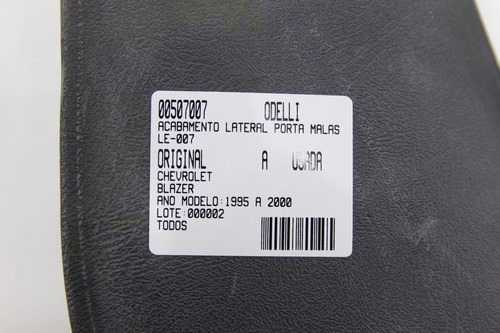 00507007 ODELLI
ACABAMENTO LATERAL PORTA MALAS
LE-007
ORIGINAL A USADA
CHEVROLET
BLAZER
ANO MODELO:1995 A 2000
LOTE:000002
TODOS